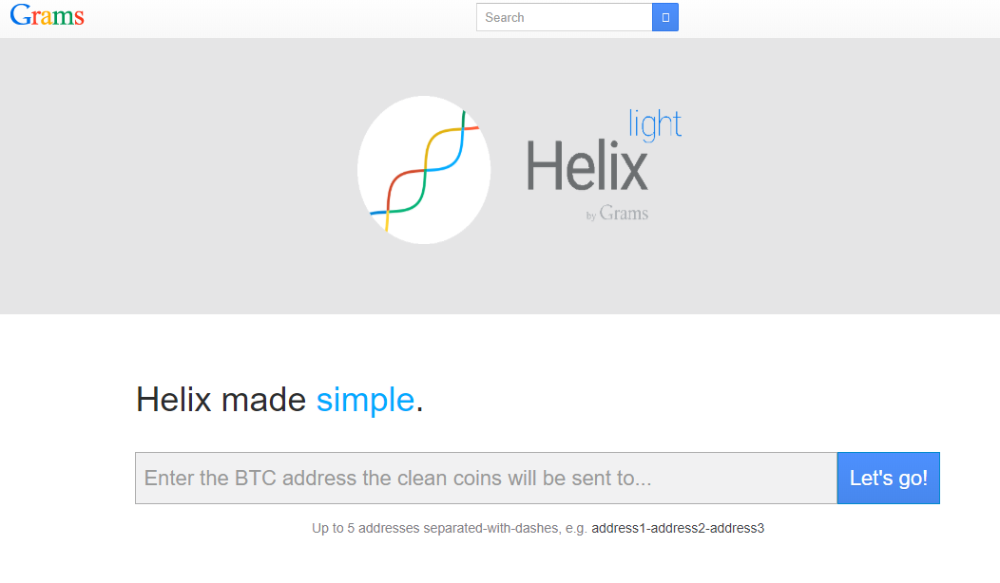 Grams
Search
light
Helix
by Grams
Helix made simple.
Enter the BTC address the clean coins will be sent to...
Let's go!
Up to 5 addresses separated-with-dashes, e.g. address1-address2-address3